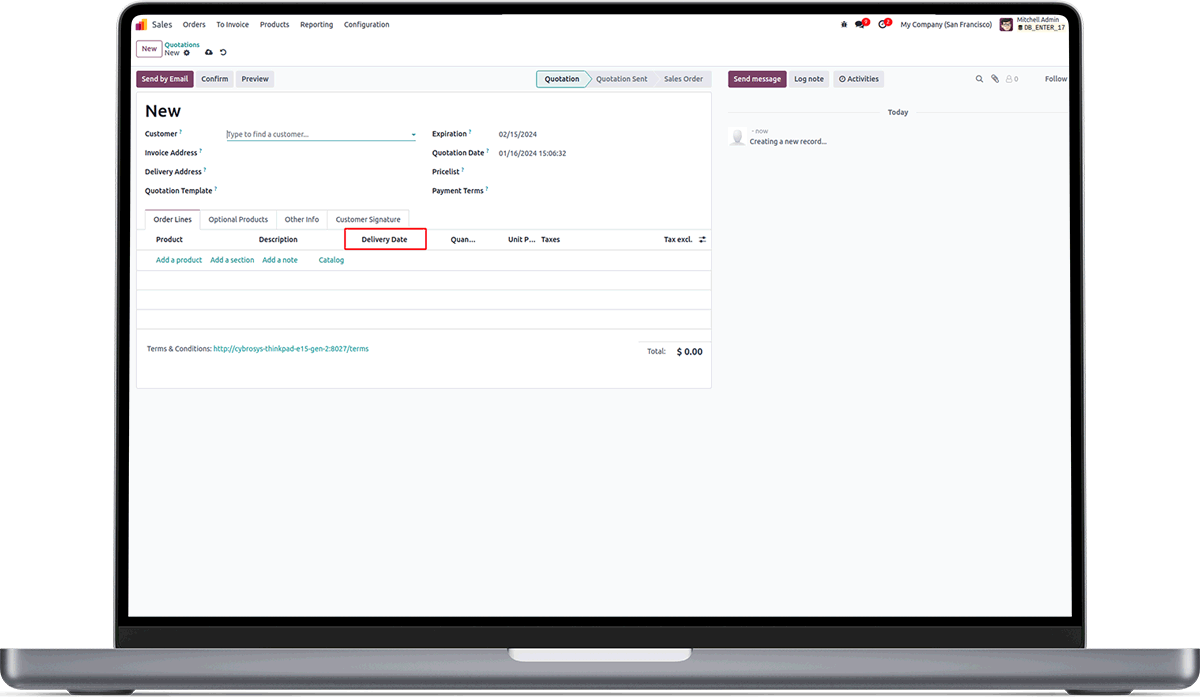 Sales Orders To Invoice Products Reporting Configuration
My Company (San Francisco) Mitchell Admin
DB_ENTER_17
New Quotations
New
Send by Email Confirm Preview Quotation Quotation Sent Sales Order Send message Log note Activities 0 Follow
New
Today
Customer ? Type to find a customer... Expiration ? 02/15/2024
- now
Creating a new record...
Invoice Address ? Quotation Date ? 01/16/2024 15:06:32
Delivery Address ? Pricelist ?
Quotation Template ? Payment Terms ?
Order Lines Optional Products Other Info Customer Signature
Product Description Delivery Date Quan... Unit P... Taxes Tax excl.
Add a product Add a section Add a note Catalog
Terms & Conditions: http://cybrosys-thinkpad-e15-gen-2:8027/terms
Total: $ 0.00